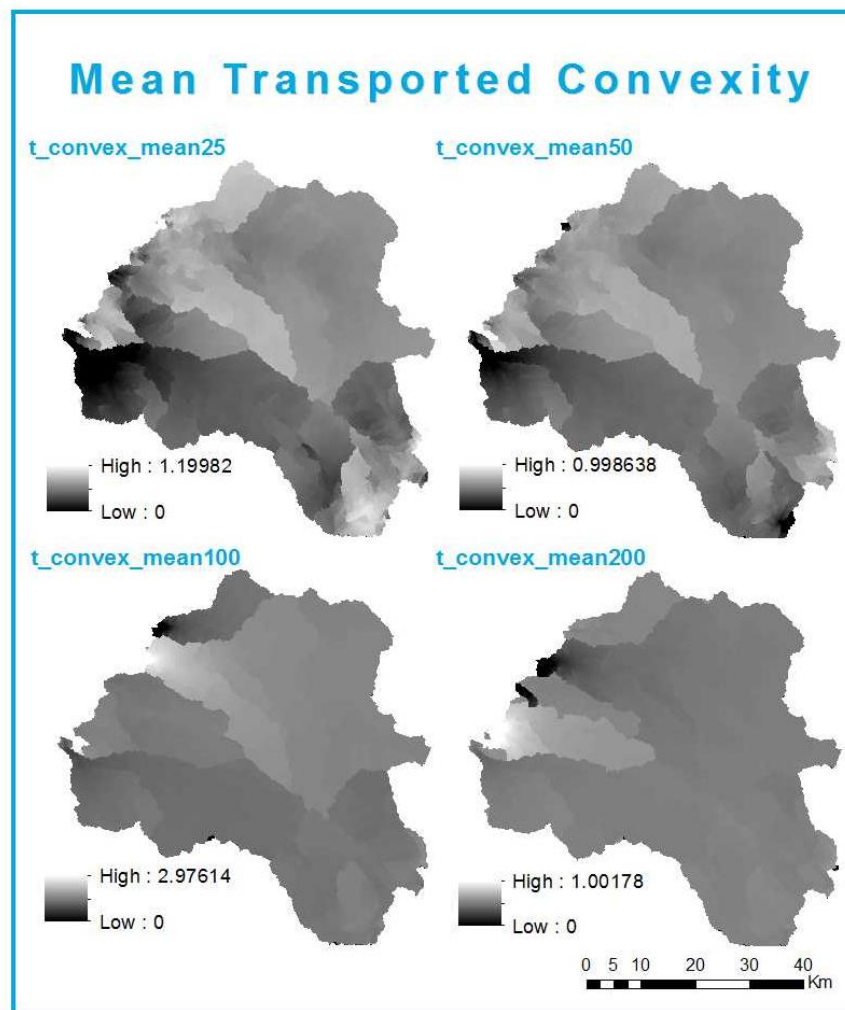 Mean Transported Convexity
t_convex_mean25
t_convex_mean50
High : 1.19982
Low : 0
High : 0.998638
Low : 0
t_convex_mean100
t_convex_mean200
High : 2.97614
Low : 0
High : 1.00178
Low : 0
0 5 10 20 30 40
Km